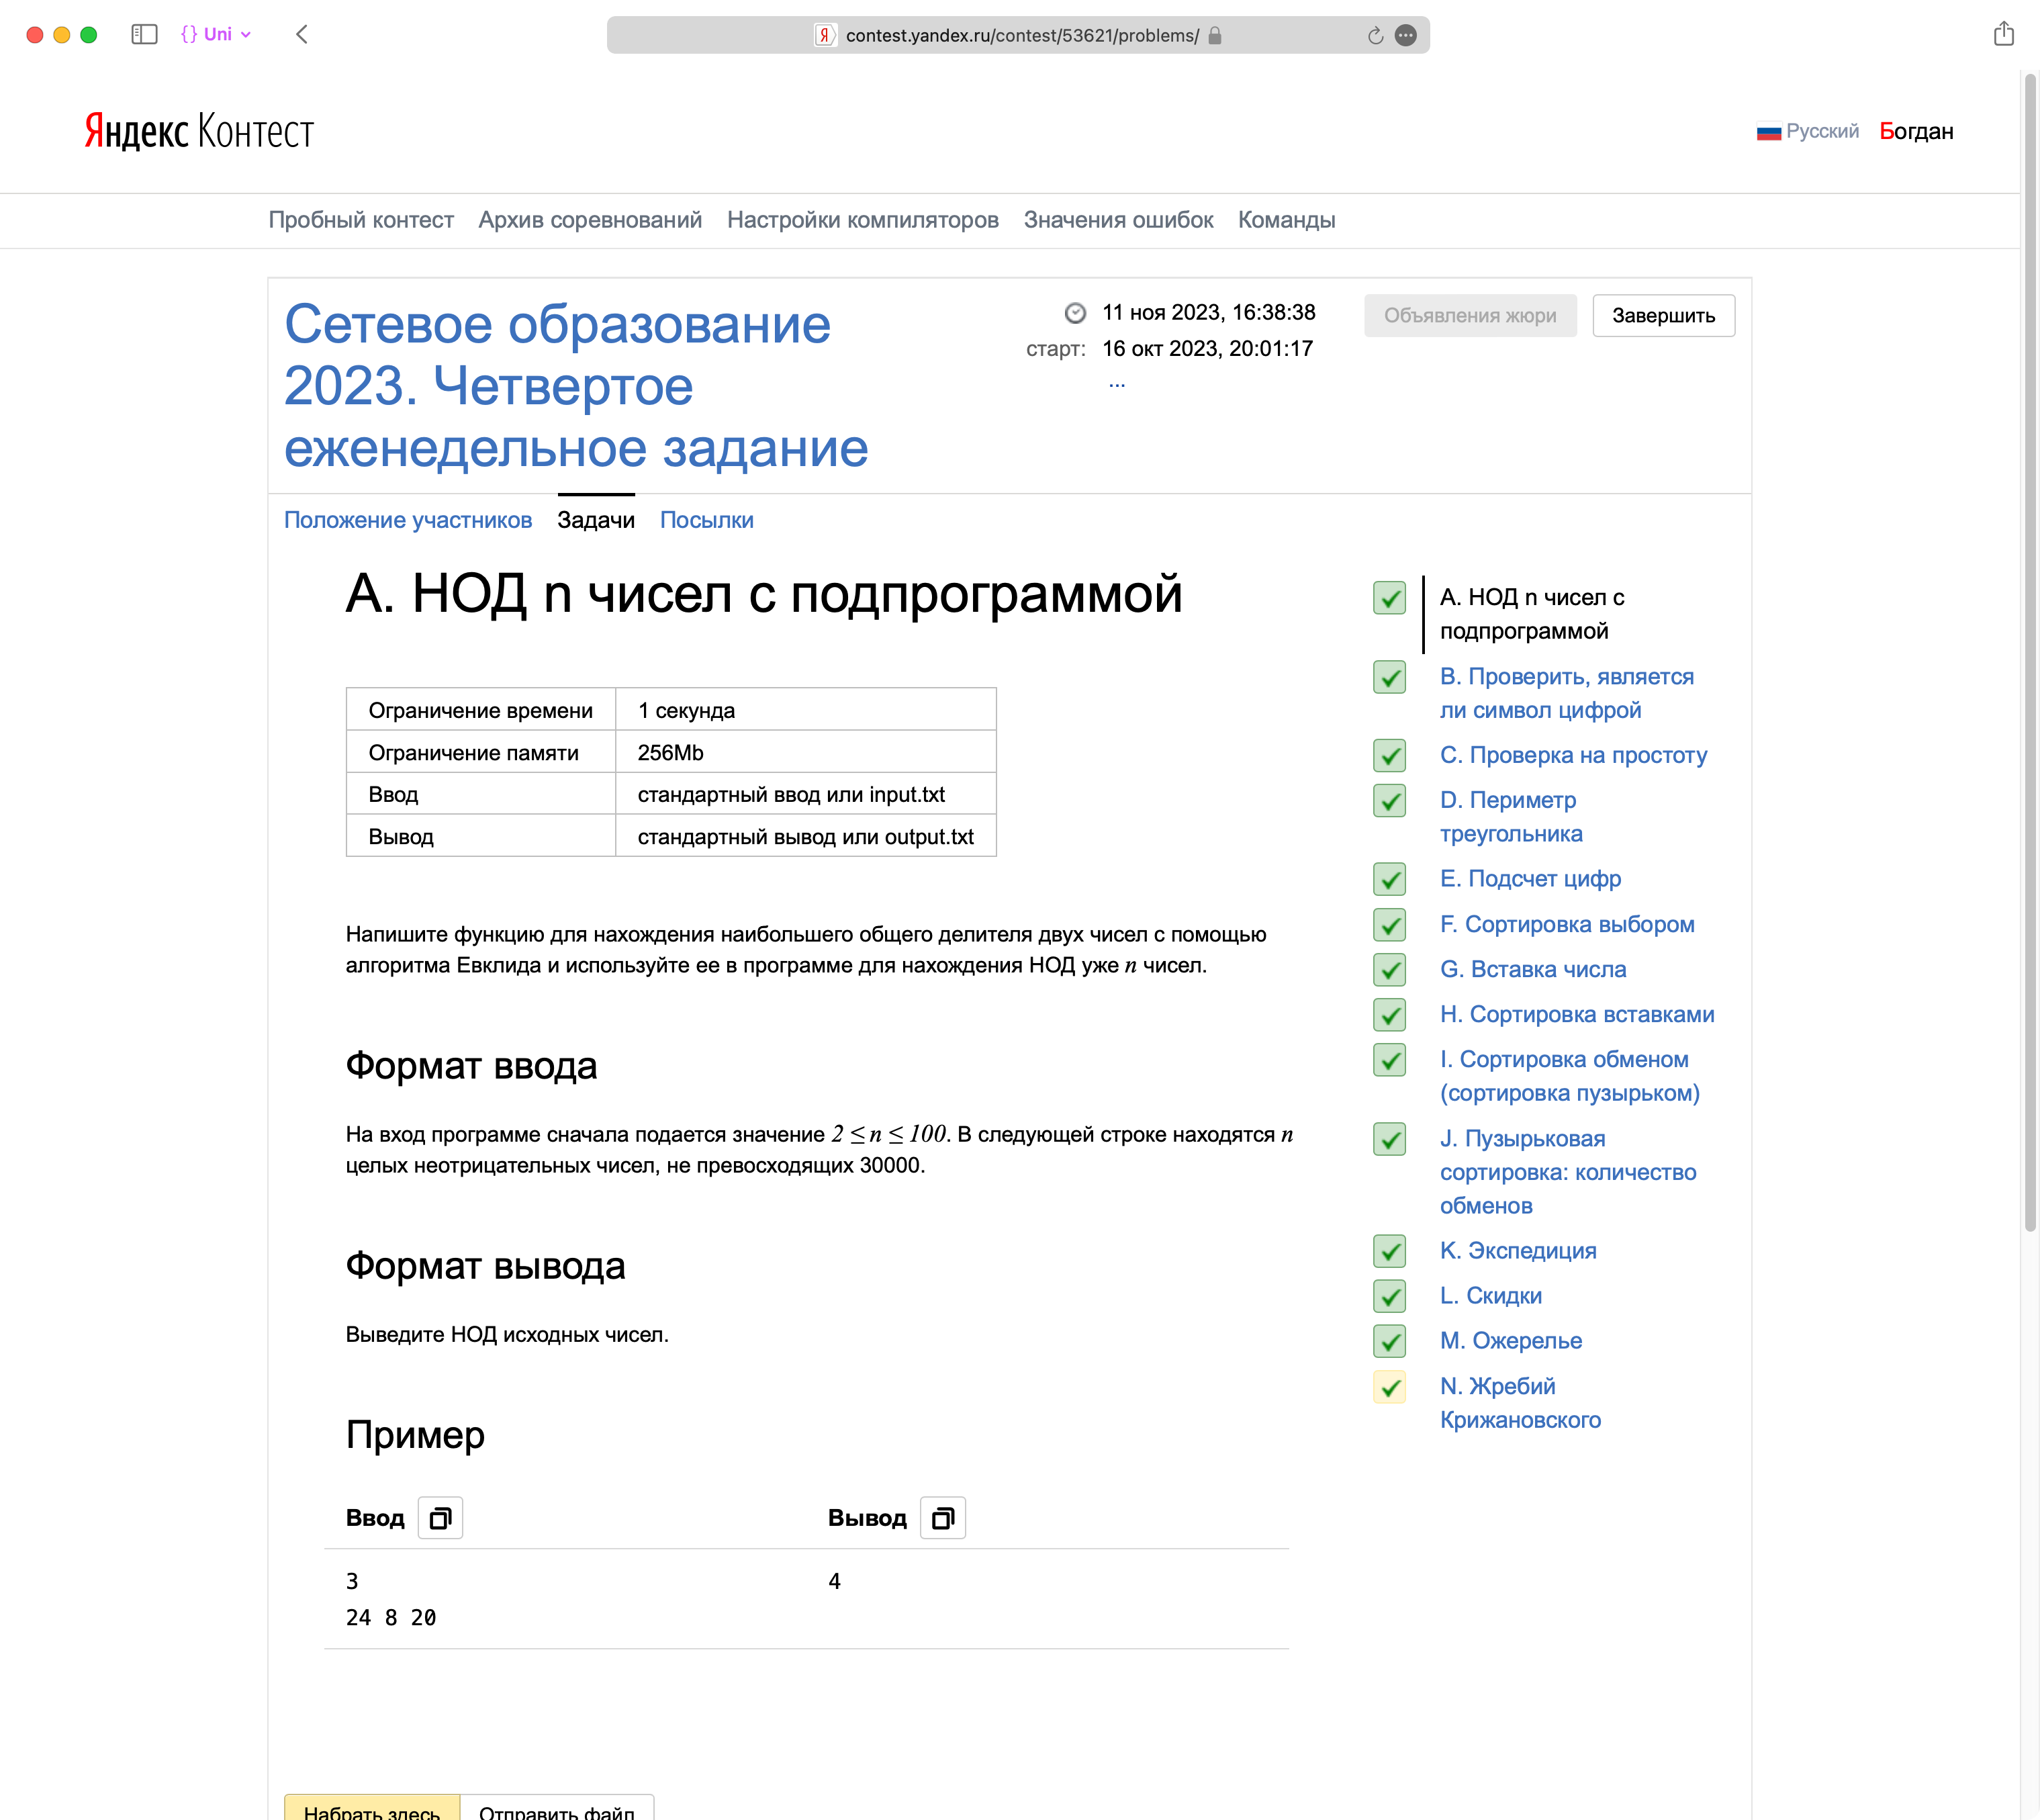 {} Uni
contest.yandex.ru/contest/53621/problems/
Яндекс Контест
Русский Богдан
Пробный контест Архив соревнований Настройки компиляторов Значения ошибок Команды
Сетевое образование
2023. Четвертое
еженедельное задание
11 ноя 2023, 16:38:38
старт: 16 окт 2023, 20:01:17
...
Объявления жюри Завершить
Положение участников Задачи Посылки
A. НОД n чисел с подпрограммой
Ограничение времени 1 секунда
Ограничение памяти 256Mb
Ввод стандартный ввод или input.txt
Вывод стандартный вывод или output.txt
Напишите функцию для нахождения наибольшего общего делителя двух чисел с помощью
алгоритма Евклида и используйте ее в программе для нахождения НОД уже n чисел.
Формат ввода
На вход программе сначала подается значение 2 ≤ n ≤ 100. В следующей строке находятся n
целых неотрицательных чисел, не превосходящих 30000.
Формат вывода
Выведите НОД исходных чисел.
Пример
Ввод Вывод
3 4
24 8 20
Набрать здесь Отправить файл
A. НОД n чисел с
подпрограммой
B. Проверить, является
ли символ цифрой
C. Проверка на простоту
D. Периметр
треугольника
E. Подсчет цифр
F. Сортировка выбором
G. Вставка числа
H. Сортировка вставками
I. Сортировка обменом
(сортировка пузырьком)
J. Пузырьковая
сортировка: количество
обменов
K. Экспедиция
L. Скидки
M. Ожерелье
N. Жребий
Крижановского